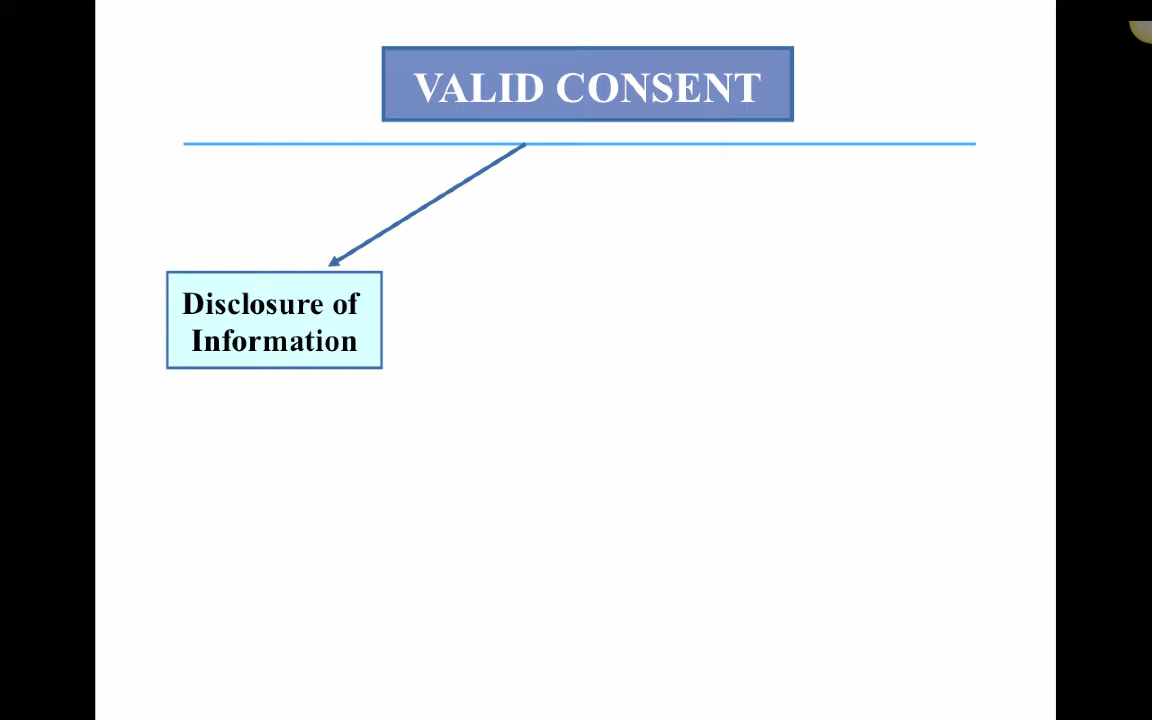 VALID CONSENT
Disclosure of
Information